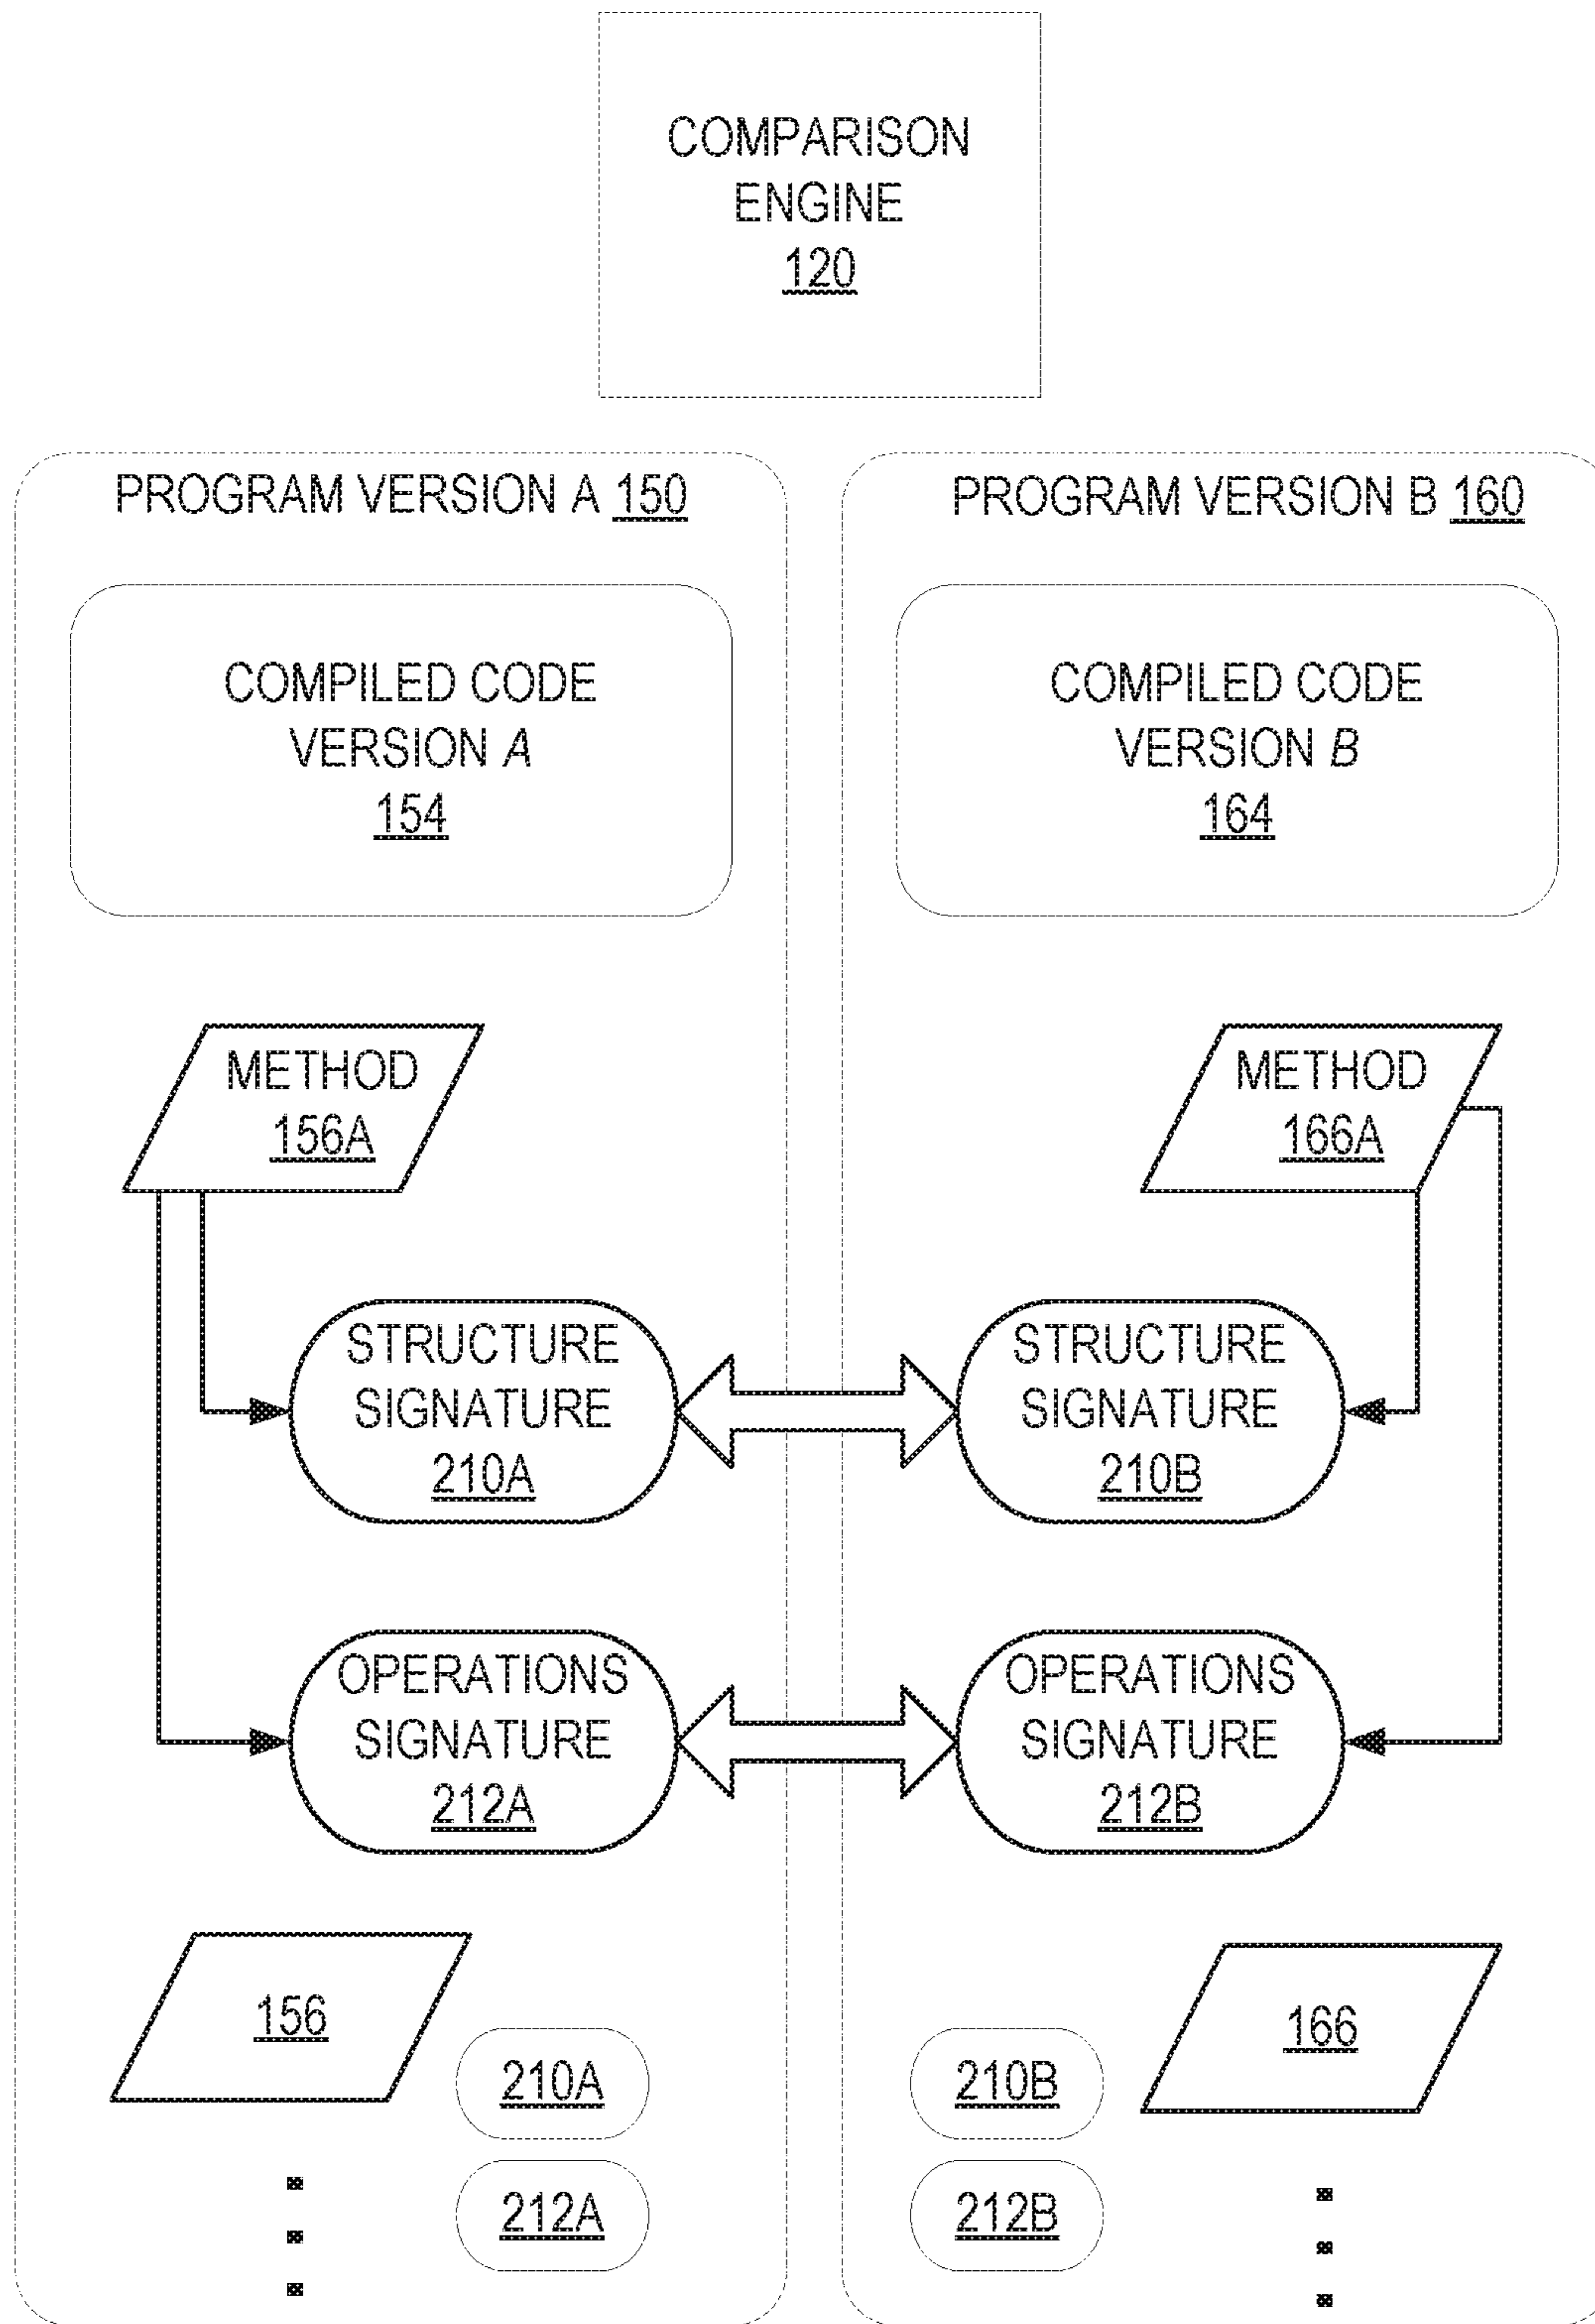 COMPARISON
ENGINE
120
PROGRAM VERSION A 150
COMPILED CODE
VERSION A
154
METHOD
156A
STRUCTURE
SIGNATURE
210A
OPERATIONS
SIGNATURE
212A
156
210A
212A
PROGRAM VERSION B 160
COMPILED CODE
VERSION B
164
METHOD
166A
STRUCTURE
SIGNATURE
210B
OPERATIONS
SIGNATURE
212B
166
210B
212B